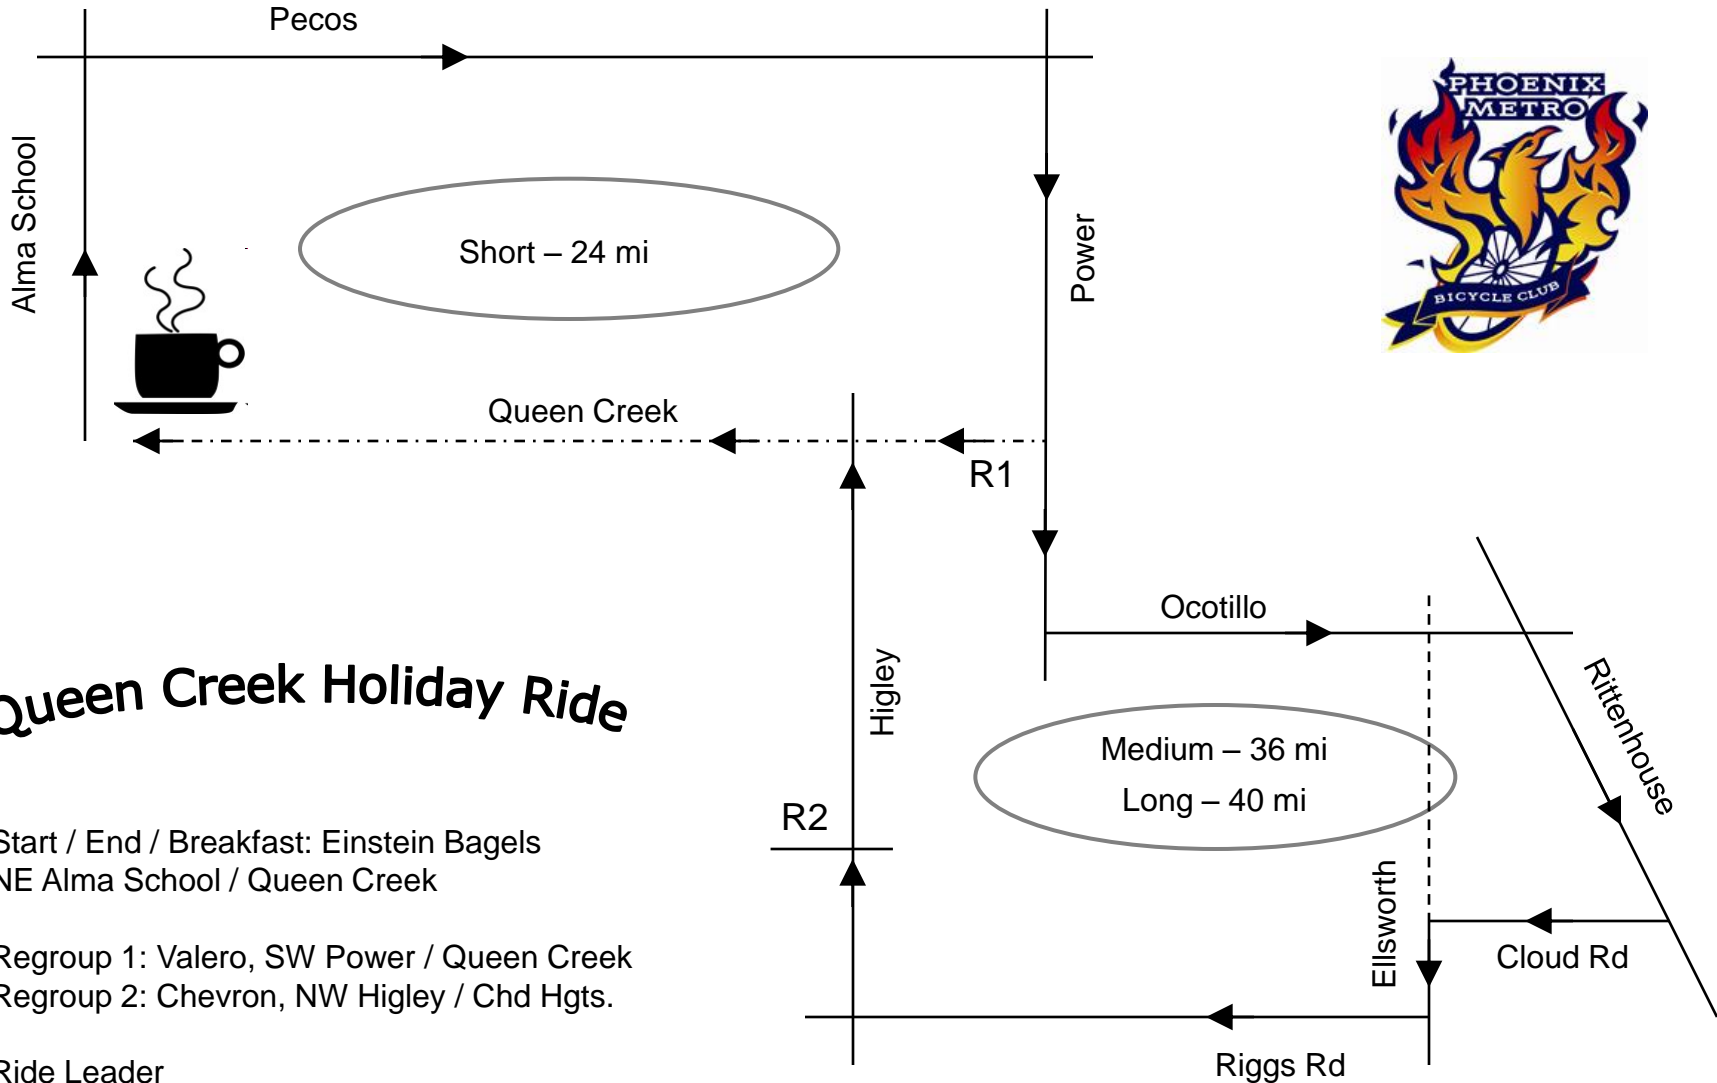 Pecos
PHOENIX
METRO
BICYCLE CLUB
Alma School
Short – 24 mi
Power
Queen Creek
R1
Ocotillo
Rittenhouse
Higley
Queen Creek Holiday Ride
Medium – 36 mi
Long – 40 mi
R2
Start / End / Breakfast: Einstein Bagels
NE Alma School / Queen Creek
Ellsworth
Cloud Rd
Regroup 1: Valero, SW Power / Queen Creek
Regroup 2: Chevron, NW Higley / Chd Hgts.
Riggs Rd
Ride Leader